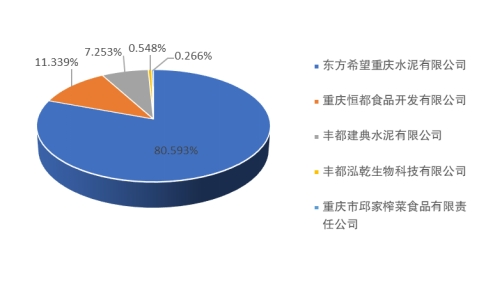 0.548%
7.253%
0.266%
11.339%
80.593%
东方希望重庆水泥有限公司
重庆恒都食品开发有限公司
丰都建典水泥有限公司
丰都泓乾生物科技有限公司
重庆市邱家榨菜食品有限责
任公司